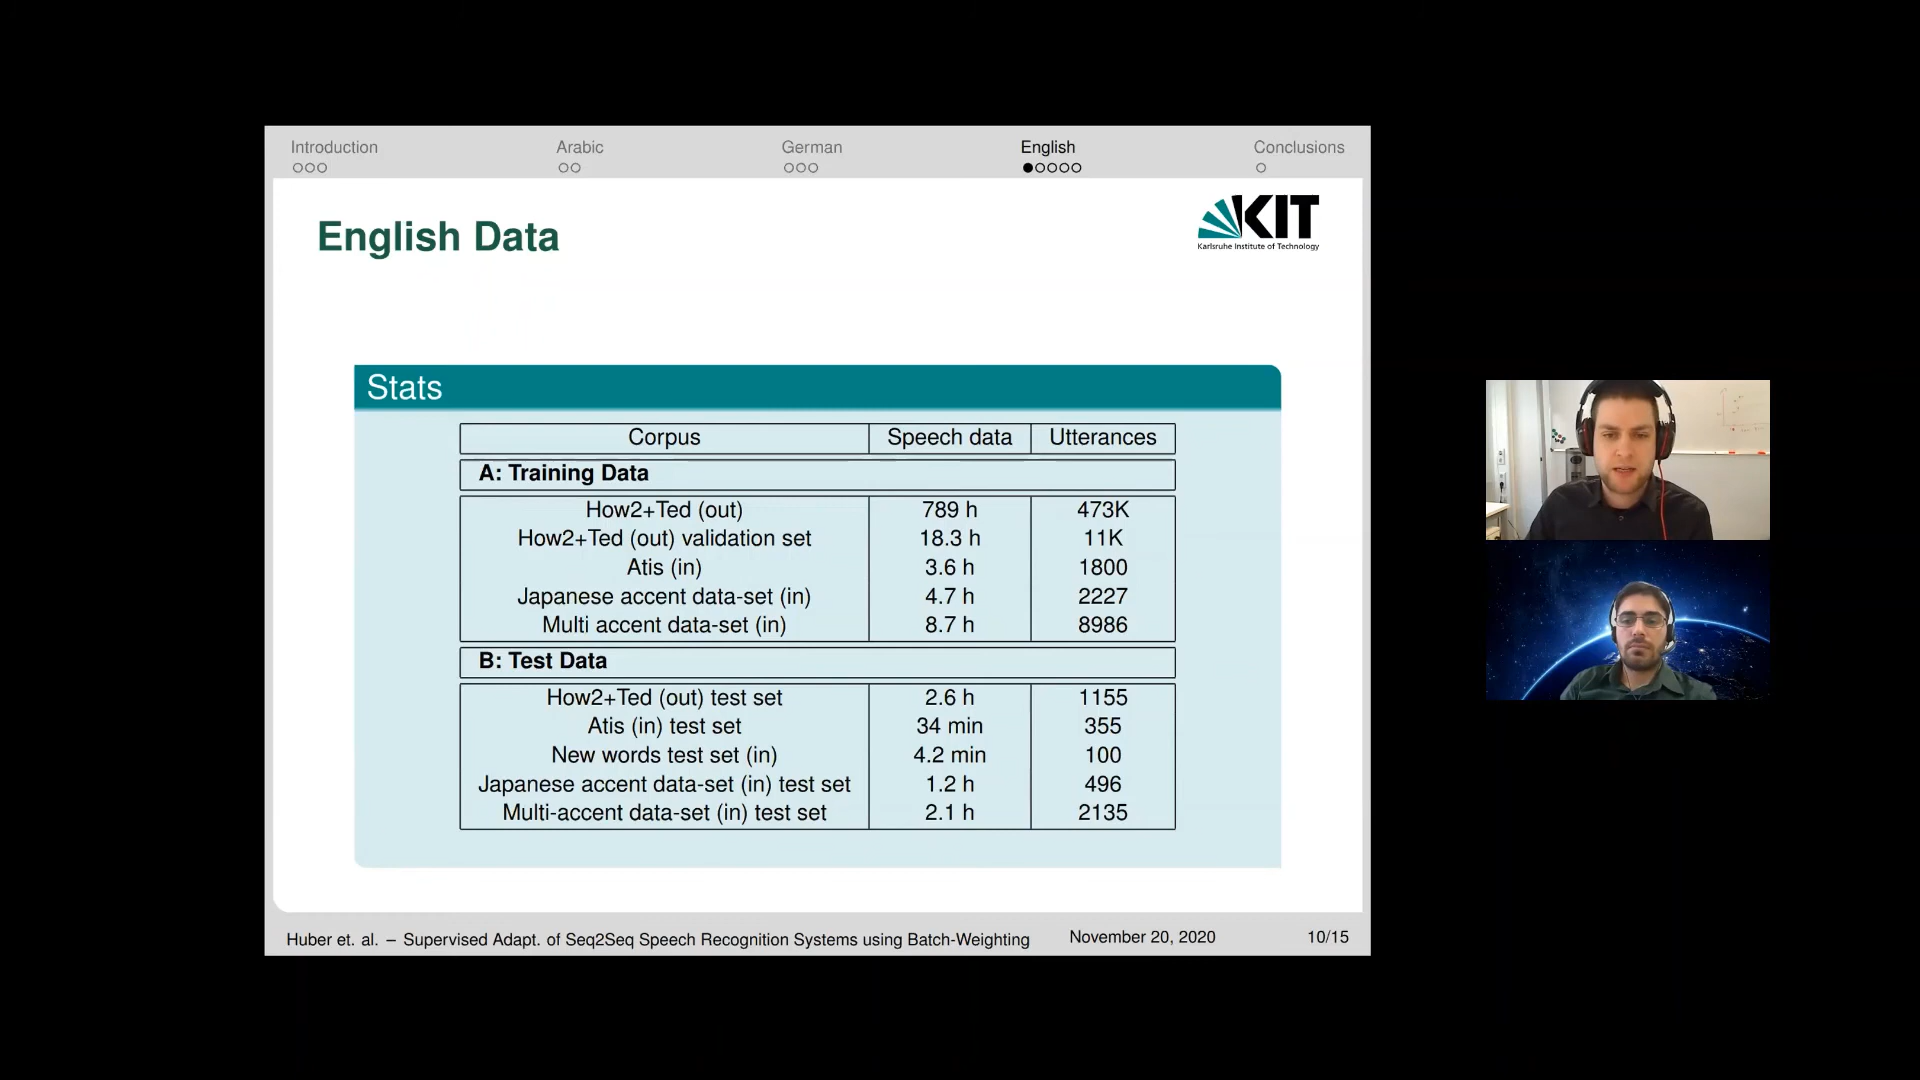 Introduction Arabic German English Conclusions
English Data
KIT
Karlsruhe Institute of Technology
Stats
Corpus Speech data Utterances
A: Training Data
How2+Ted (out) 789 h 473K
How2+Ted (out) validation set 18.3 h 11K
Atis (in) 3.6 h 1800
Japanese accent data-set (in) 4.7 h 2227
Multi accent data-set (in) 8.7 h 8986
B: Test Data
How2+Ted (out) test set 2.6 h 1155
Atis (in) test set 34 min 355
New words test set (in) 4.2 min 100
Japanese accent data-set (in) test set 1.2 h 496
Multi-accent data-set (in) test set 2.1 h 2135
Huber et. al. – Supervised Adapt. of Seq2Seq Speech Recognition Systems using Batch-Weighting November 20, 2020 10/15